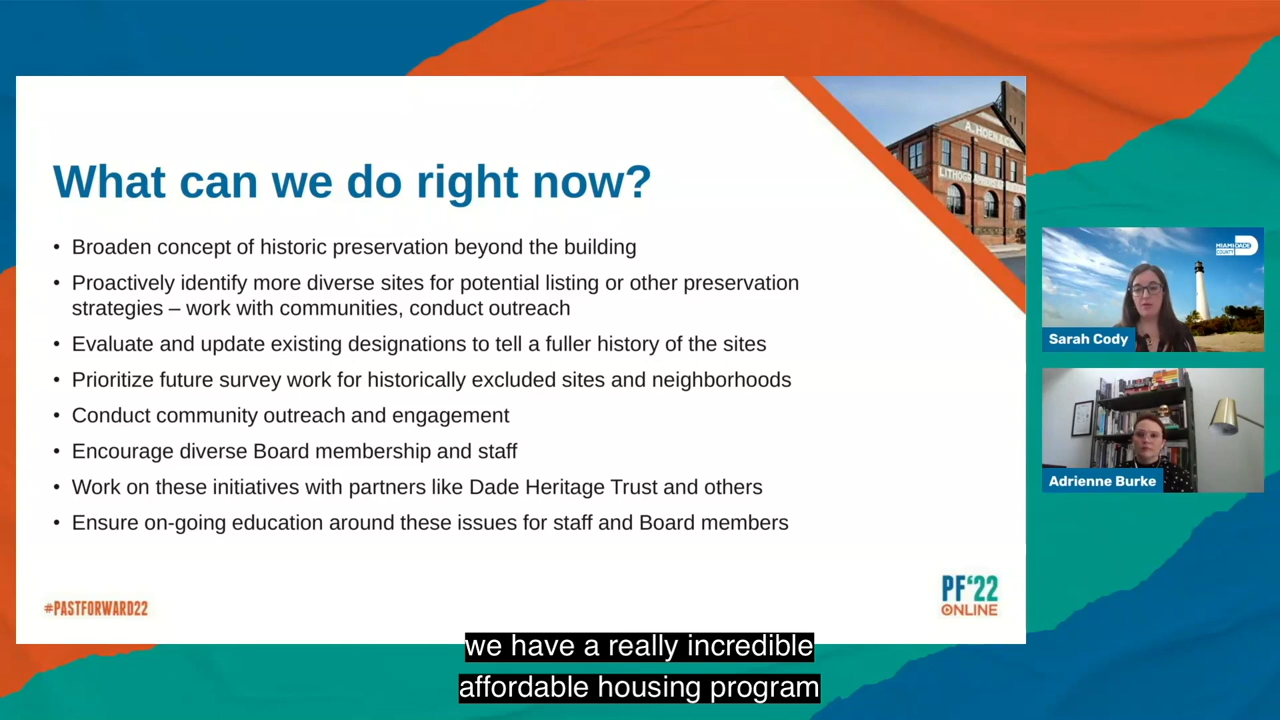 What can we do right now?
• Broaden concept of historic preservation beyond the building
• Proactively identify more diverse sites for potential listing or other preservation
strategies – work with communities, conduct outreach
• Evaluate and update existing designations to tell a fuller history of the sites
• Prioritize future survey work for historically excluded sites and neighborhoods
• Conduct community outreach and engagement
• Encourage diverse Board membership and staff
• Work on these initiatives with partners like Dade Heritage Trust and others
• Ensure on-going education around these issues for staff and Board members
#PASTFORWARD22
PF‘22
ONLINE
A. HOEN & CO.
MIAMI-DADE
COUNTY
Sarah Cody
Adrienne Burke
we have a really incredible
affordable housing program